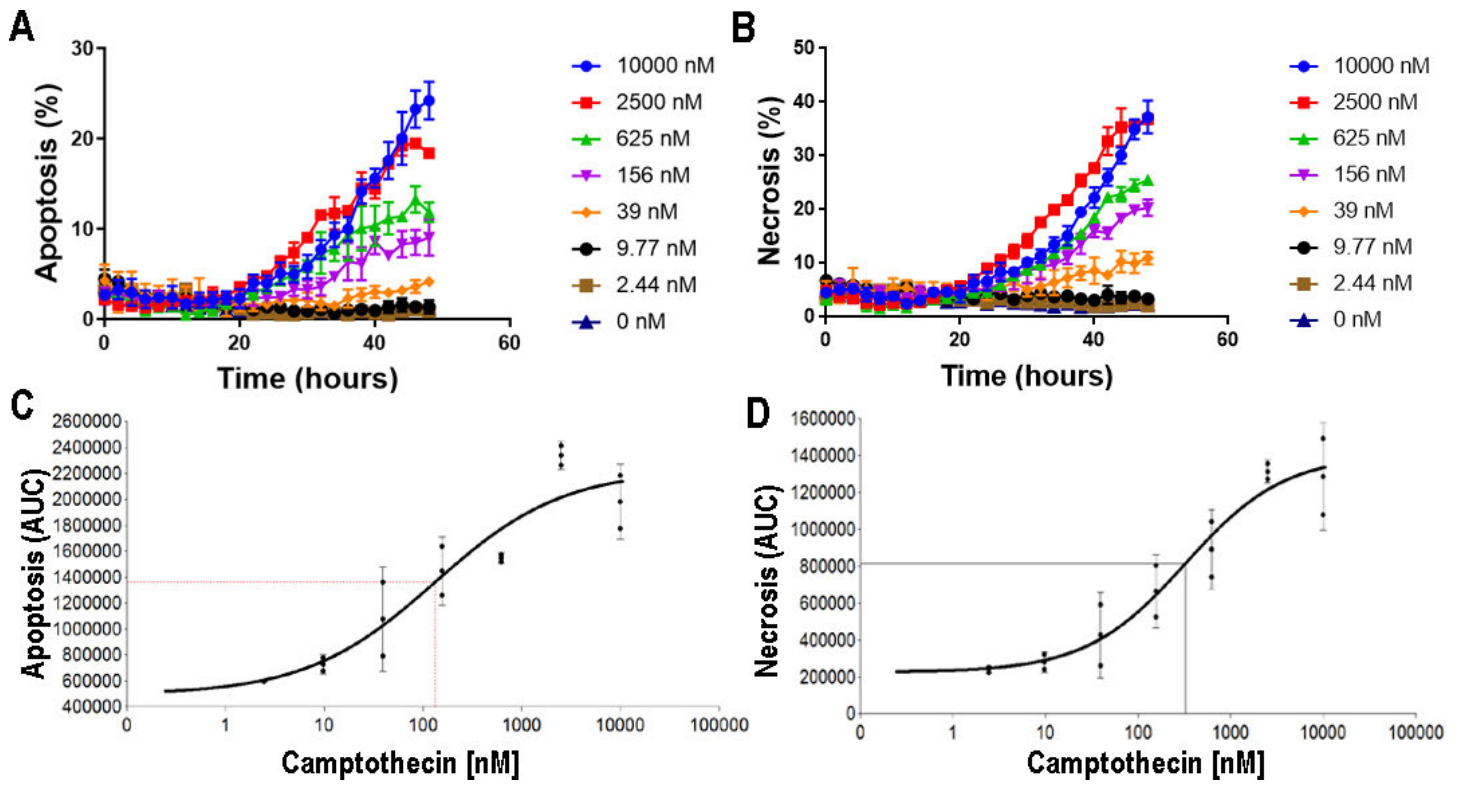 A
Apoptosis (%)
30
20
10
0
0
20
40
60
Time (hours)
10000 nM
2500 nM
625 nM
156 nM
39 nM
9.77 nM
2.44 nM
0 nM
B
Necrosis (%)
50
40
30
20
10
0
0
20
40
60
Time (hours)
10000 nM
2500 nM
625 nM
156 nM
39 nM
9.77 nM
2.44 nM
0 nM
C
Apoptosis (AUC)
2600000
2400000
2200000
2000000
1800000
1600000
1400000
1200000
1000000
800000
600000
400000
0
1
10
100
1000
10000
100000
Camptothecin [nM]
D
Necrosis (AUC)
1600000
1400000
1200000
1000000
800000
600000
400000
200000
0
0
1
10
100
1000
10000
100000
Camptothecin [nM]